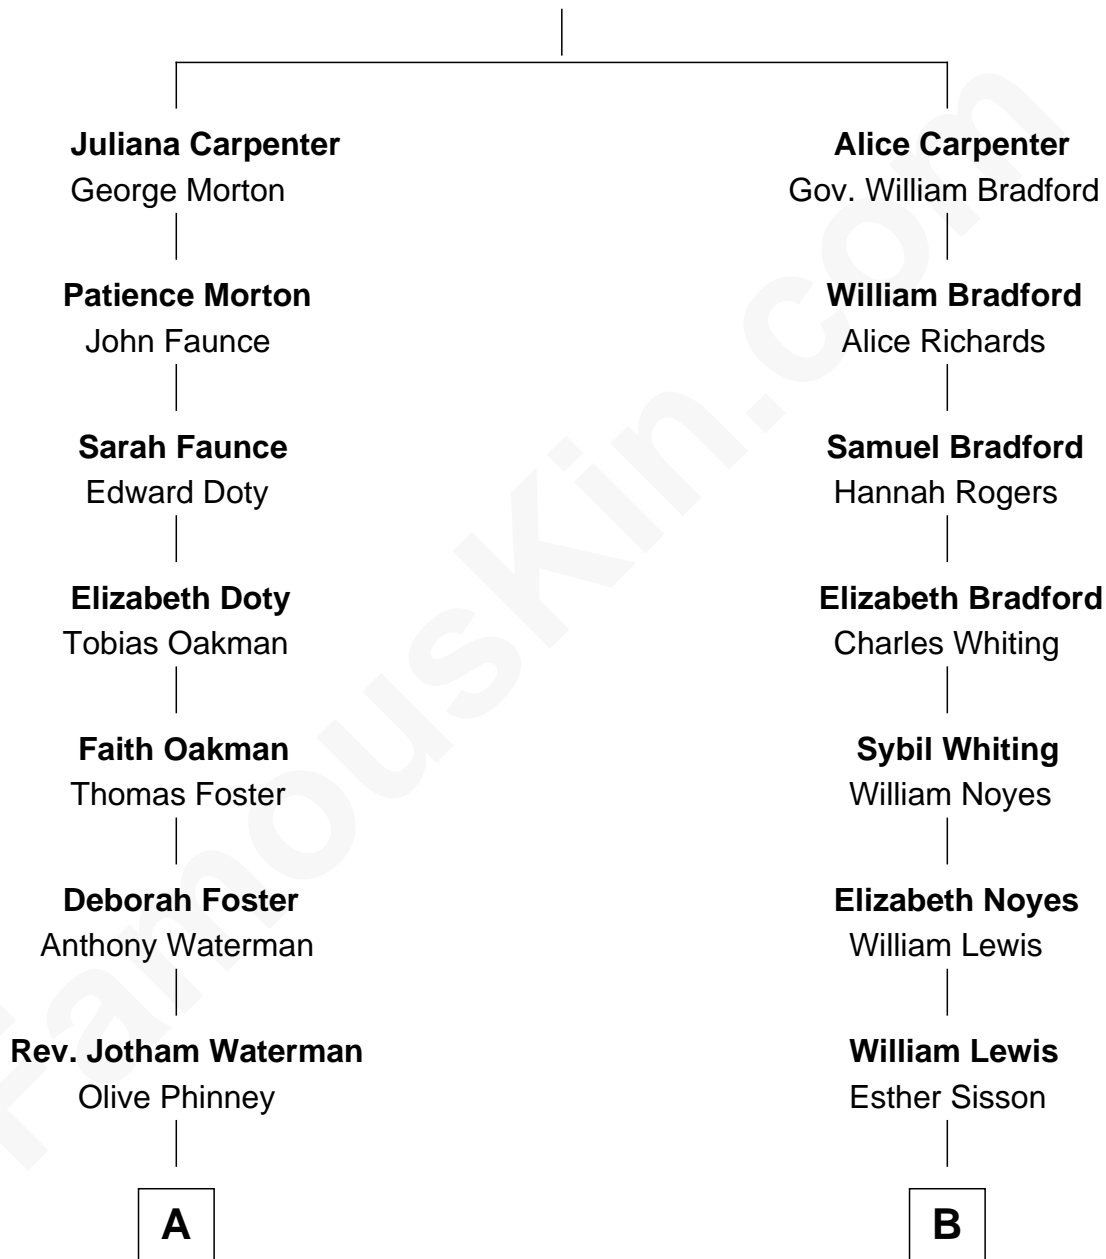 Juliana Carpenter
George Morton
Patience Morton
John Faunce
Sarah Faunce
Edward Doty
Elizabeth Doty
Tobias Oakman
Faith Oakman
Thomas Foster
Deborah Foster
Anthony Waterman
Rev. Jotham Waterman
Olive Phinney
A
Alice Carpenter
Gov. William Bradford
William Bradford
Alice Richards
Samuel Bradford
Hannah Rogers
Elizabeth Bradford
Charles Whiting
Sybil Whiting
William Noyes
Elizabeth Noyes
William Lewis
William Lewis
Esther Sisson
B
FamousKin.com